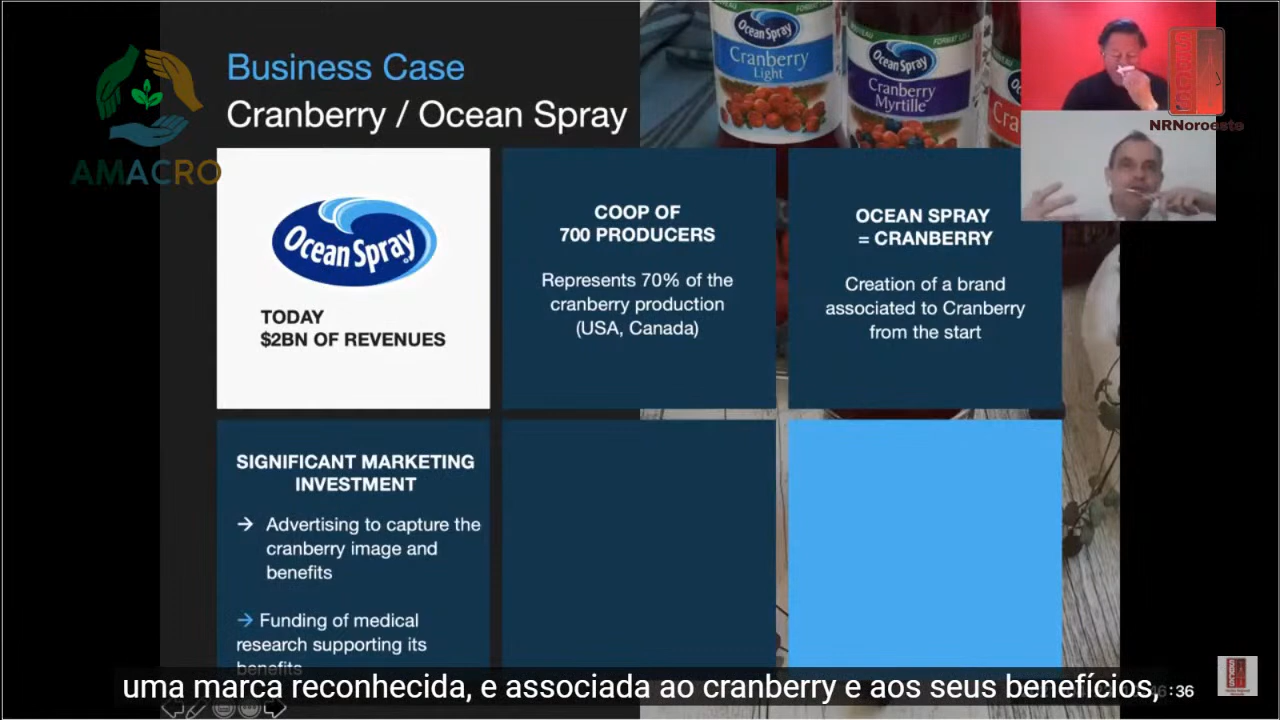 Business Case
Cranberry / Ocean Spray
AMACRO
Ocean Spray
Cranberry
Light
Ocean Spray
Cranberry
Myrtille
Cra
NRNoroeste
Ocean Spray
TODAY
$2BN OF REVENUES
COOP OF
700 PRODUCERS
Represents 70% of the
cranberry production
(USA, Canada)
OCEAN SPRAY
= CRANBERRY
Creation of a brand
associated to Cranberry
from the start
SIGNIFICANT MARKETING
INVESTMENT
→ Advertising to capture the
cranberry image and
benefits
→ Funding of medical
research supporting its
benefits
uma marca reconhecida, e associada ao cranberry e aos seus benefícios,
:36